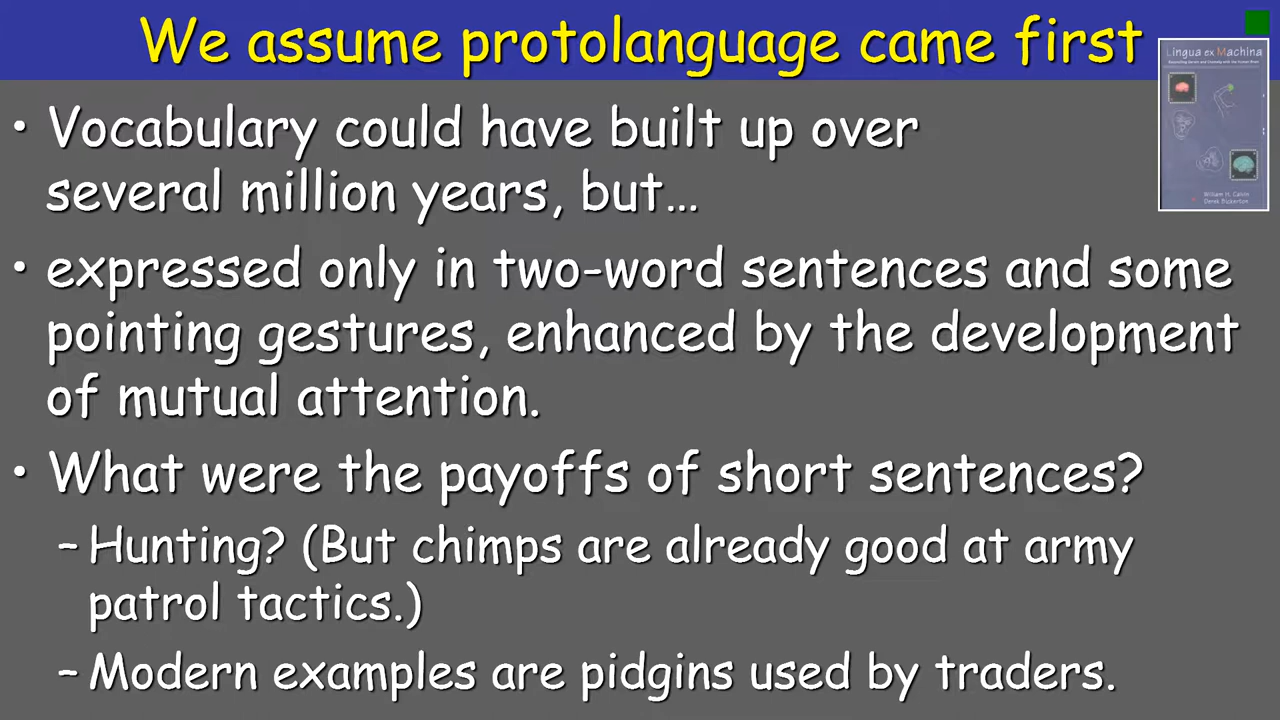 We assume protolanguage came first
Lingua ex Machina
• Vocabulary could have built up over
several million years, but…
William H. Calvin
Derek Bickerton
• expressed only in two-word sentences and some
pointing gestures, enhanced by the development
of mutual attention.
• What were the payoffs of short sentences?
– Hunting? (But chimps are already good at army
patrol tactics.)
– Modern examples are pidgins used by traders.